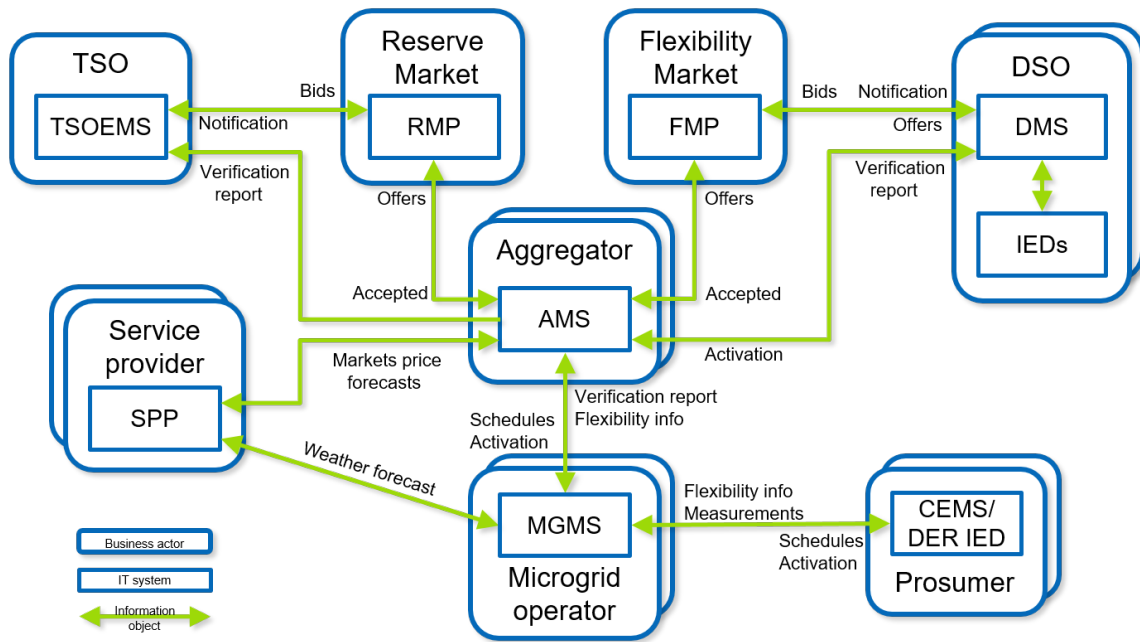 TSO
TSOEMS
Bids
Notification
Verification
report
Reserve
Market
RMP
Offers
Accepted
Flexibility
Market
FMP
Offers
Accepted
Bids
Notification
Offers
Verification
report
Activation
DSO
DMS
IEDs
Aggregator
AMS
Service
provider
SPP
Markets price
forecasts
Weather forecast
Verification report
Flexibility info
Schedules
Activation
MGMS
Microgrid
operator
Flexibility info
Measurements
Schedules
Activation
CEMS/
DER IED
Prosumer
Business actor
IT system
Information
object